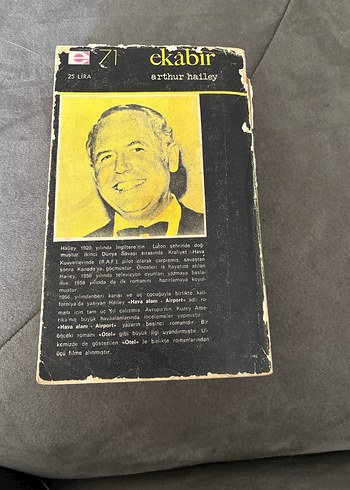 e 71 ekabir
25 LİRA arthur hailey
Hailey 1920 yılında İngiltere'nin Luton şehrinde doğ-
muştur. İkinci Dünya Savaşı sırasında Kraliyet Hava
Kuvvetlerinde (R.A.F.) pilot olarak çarpışmış, savaştan
sonra Kanada'ya göçmüştür. Önceleri iş hayatına atılan
Hailey, 1956 yılında televizyon oyunları yazmaya başla-
mış, 1958 yılında da ilk romanını hazırlamaya koyul-
muştur.
1966 yılındanberi karısı ve üç çocuğuyla birlikte kali-
forniya'da yaşıyan Hailey «Hava alanı - Airport» adlı ro-
manı için tam üç yıl çalışmış, Avrupa'nın Kuzey Ame-
rika'nın büyük havaalanlarında incelemeler yapmıştır.
«Hava alanı - Airport» yazarın beşinci romanıdır. Bir
önceki romanı «Otel» gibi büyük ilgi uyandırmıştır. Ül-
kemizde de gösterilen «Otel» le birlikte romanlarından
üçü filme alınmıştır.